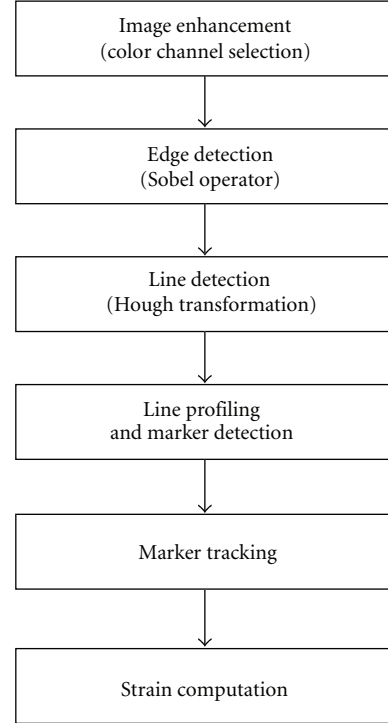 Image enhancement
(color channel selection)
Edge detection
(Sobel operator)
Line detection
(Hough transformation)
Line profiling
and marker detection
Marker tracking
Strain computation